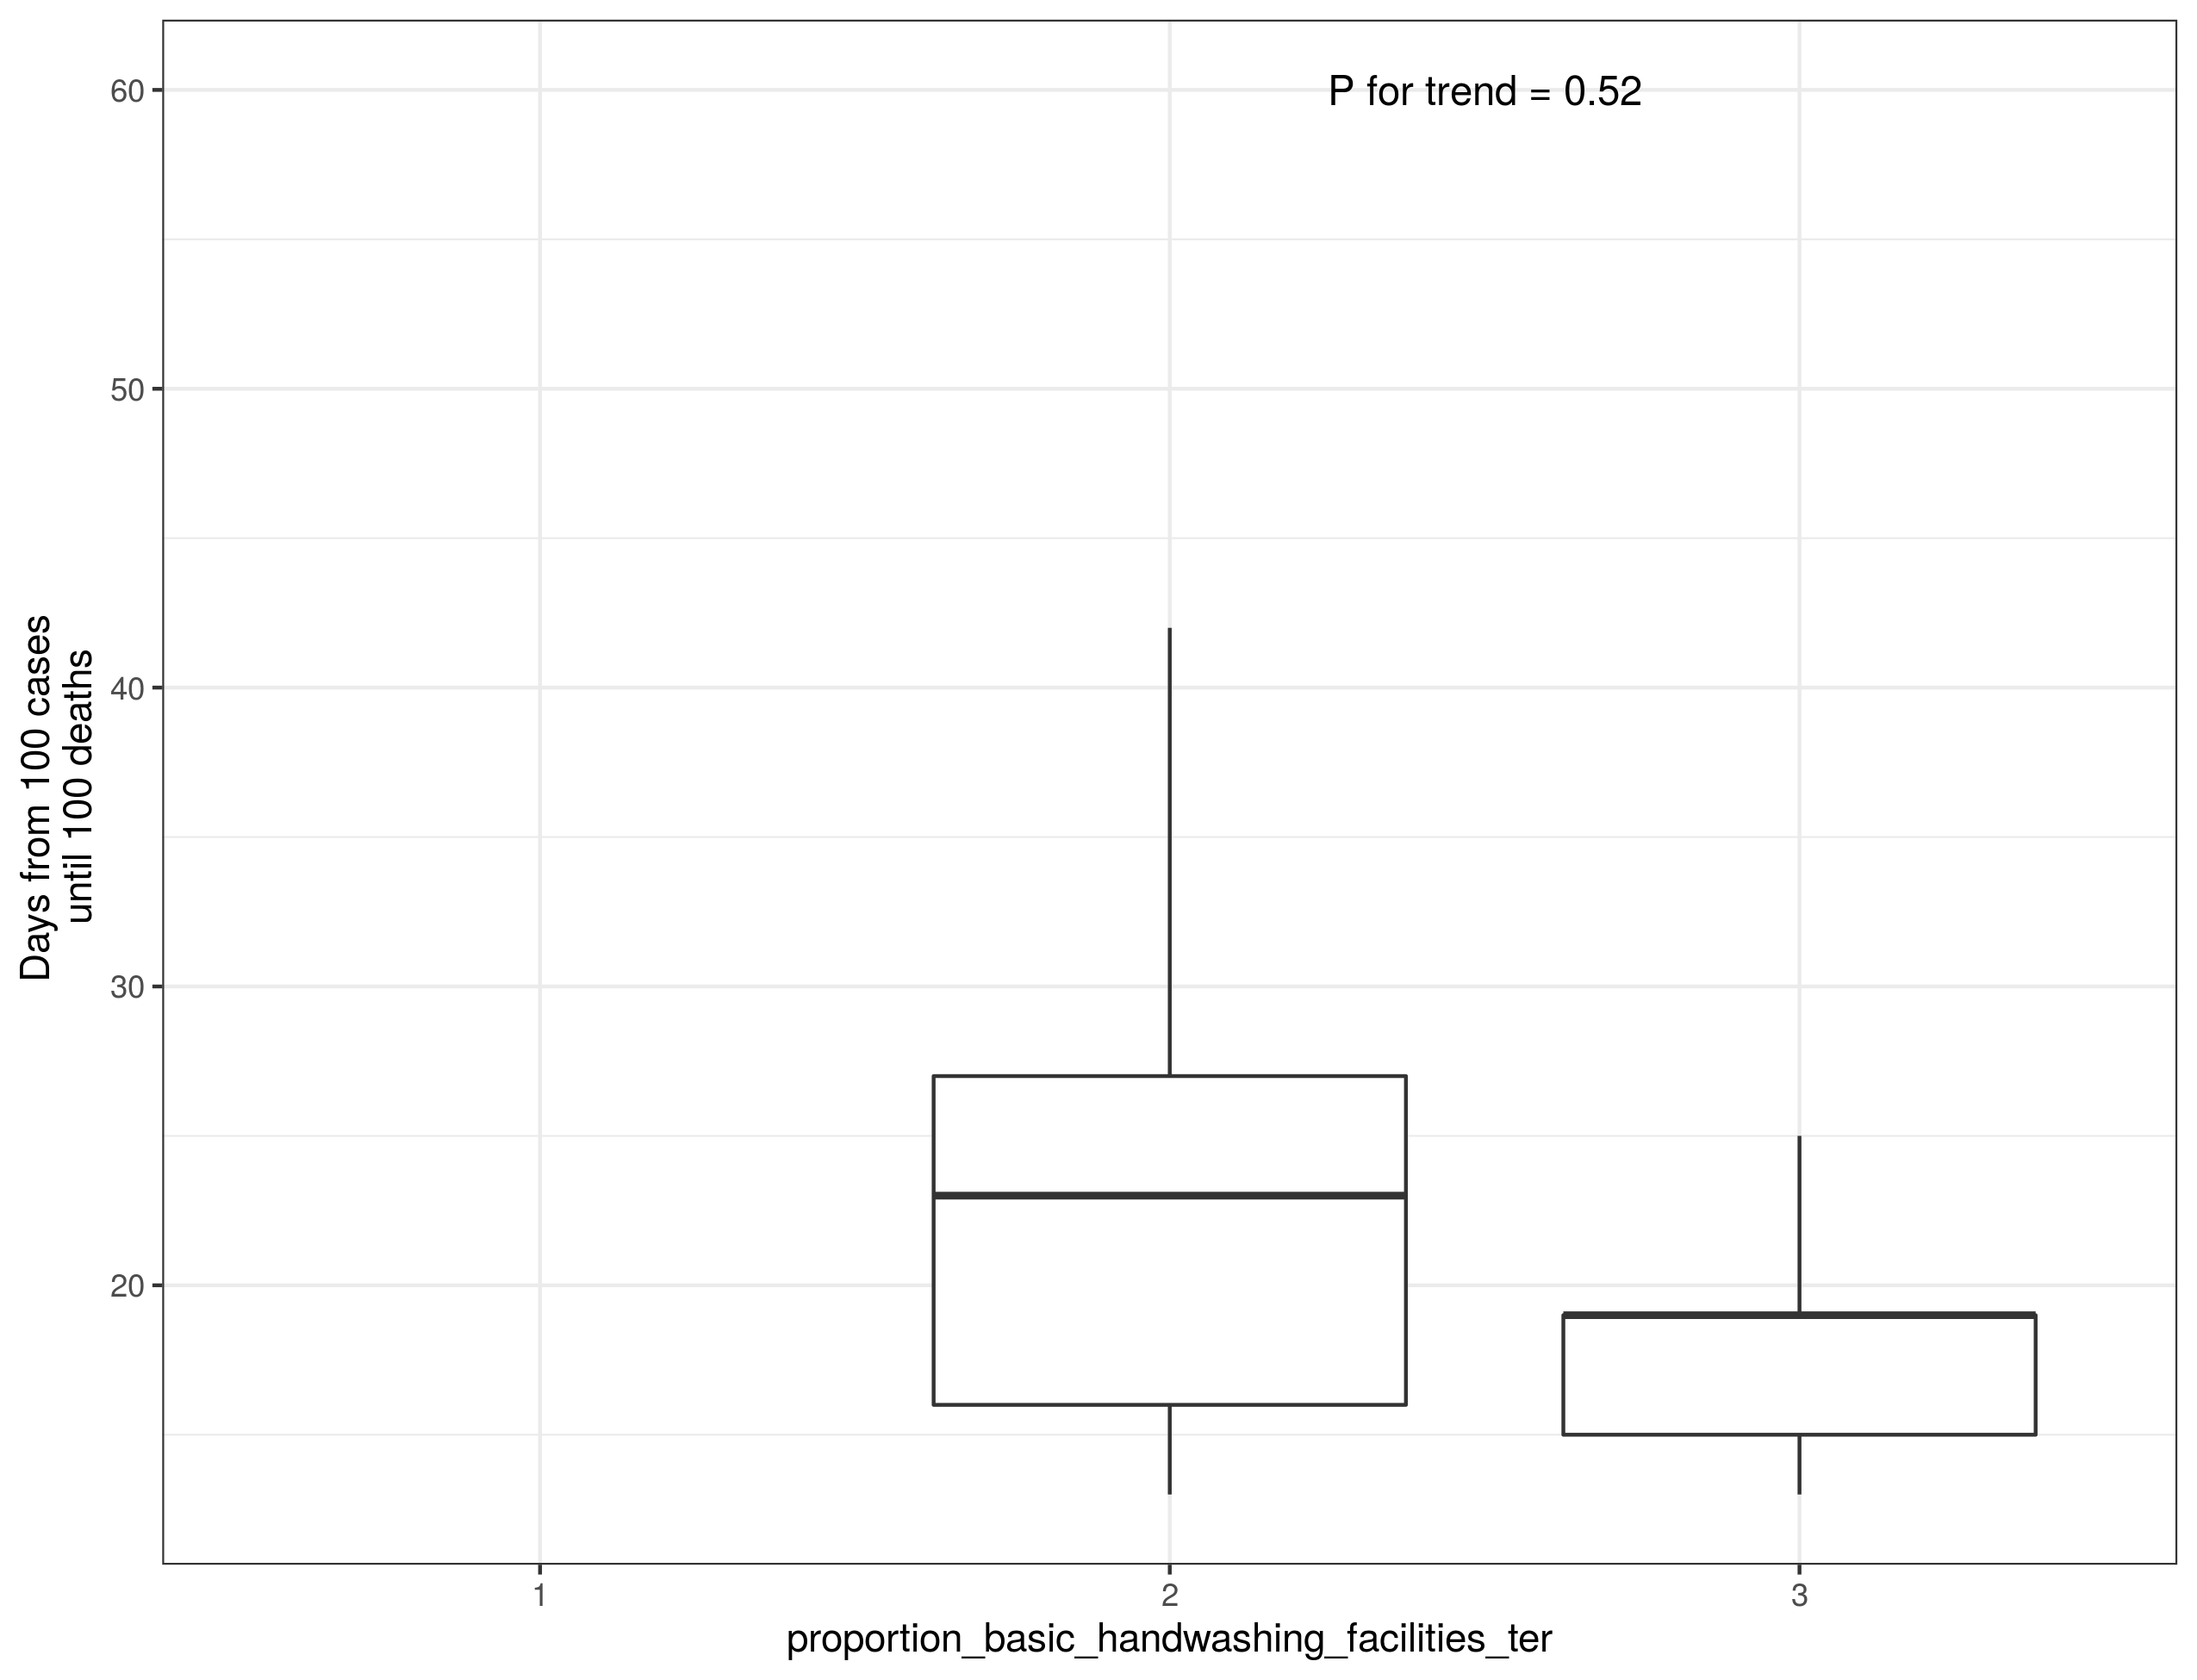 P for trend = 0.52
60
50
40
30
20
Days from 100 cases
until 100 deaths
1
2
3
proportion_basic_handwashing_facilities_ter